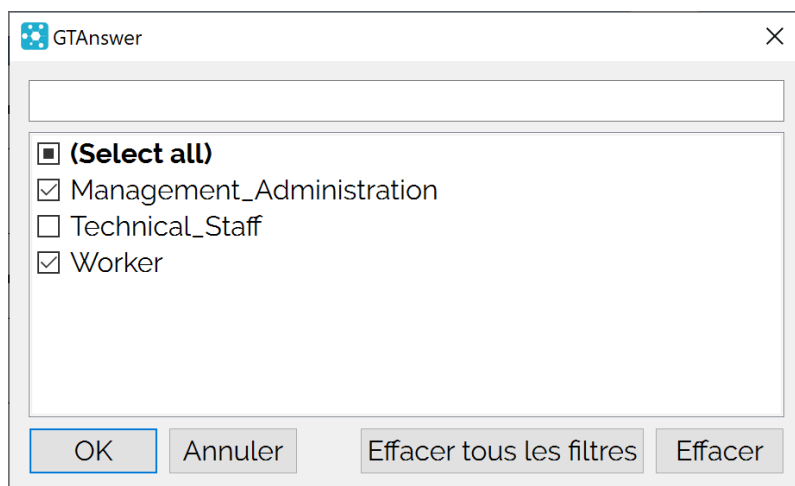 GTAnswer
(Select all)
Management_Administration
Technical_Staff
Worker
OK Annuler Effacer tous les filtres Effacer